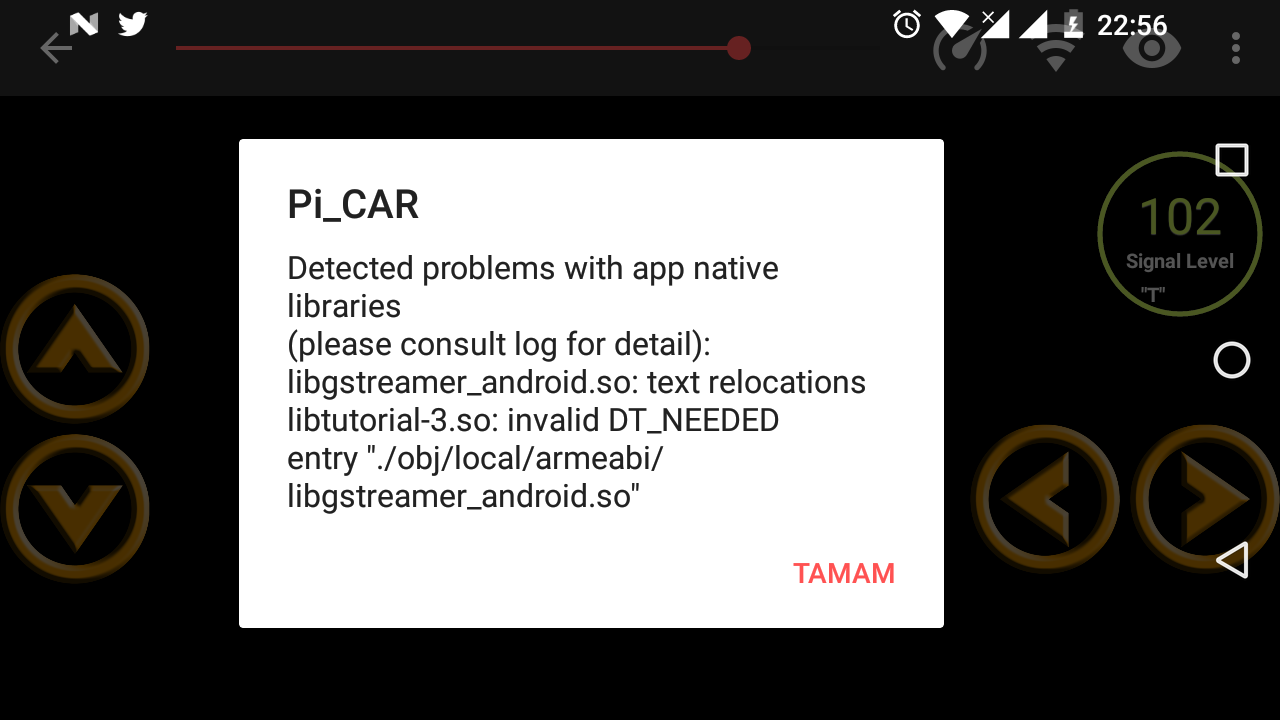 22:56
Pi_CAR
Detected problems with app native
libraries
(please consult log for detail):
libgstreamer_android.so: text relocations
libtutorial-3.so: invalid DT_NEEDED
entry "./obj/local/armeabi/
libgstreamer_android.so"
TAMAM
102
Signal Level
"T"